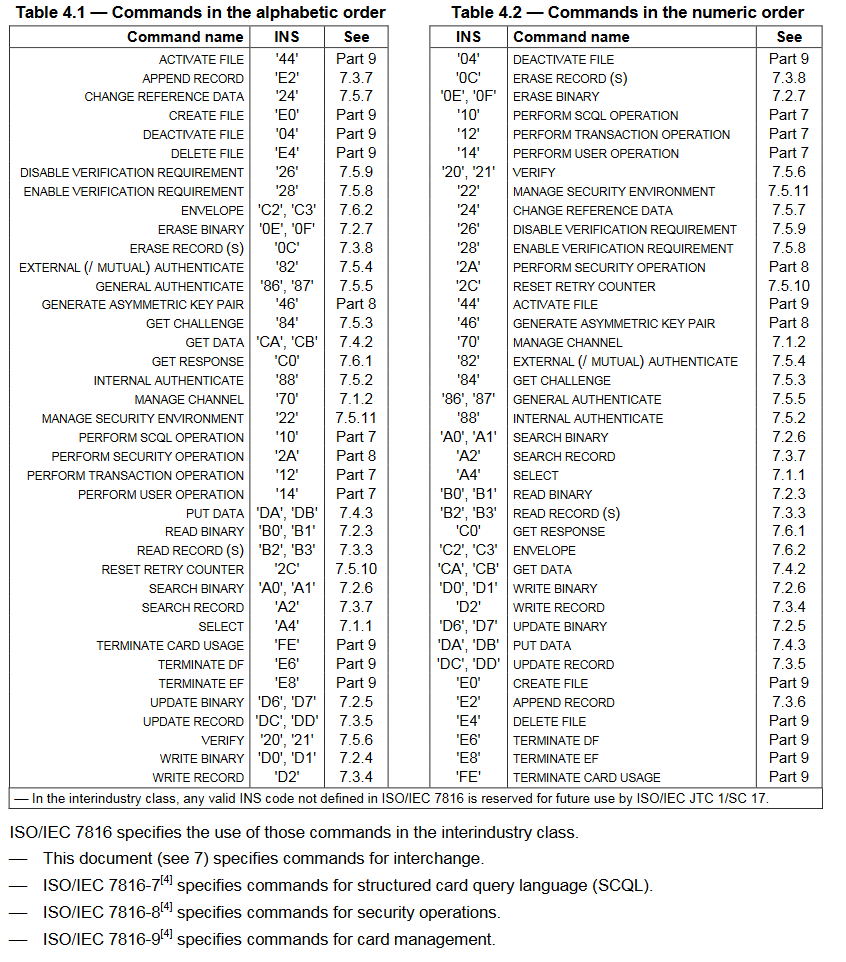 Table 4.1 — Commands in the alphabetic order
Command name INS See
ACTIVATE FILE '44' Part 9
APPEND RECORD 'E2' 7.3.7
CHANGE REFERENCE DATA '24' 7.5.7
CREATE FILE 'E0' Part 9
DEACTIVATE FILE '04' Part 9
DELETE FILE 'E4' Part 9
DISABLE VERIFICATION REQUIREMENT '26' 7.5.9
ENABLE VERIFICATION REQUIREMENT '28' 7.5.8
ENVELOPE 'C2', 'C3' 7.6.2
ERASE BINARY '0E', '0F' 7.2.7
ERASE RECORD (S) '0C' 7.3.8
EXTERNAL (/ MUTUAL) AUTHENTICATE '82' 7.5.4
GENERAL AUTHENTICATE '86', '87' 7.5.5
GENERATE ASYMMETRIC KEY PAIR '46' Part 8
GET CHALLENGE '84' 7.5.3
GET DATA 'CA', 'CB' 7.4.2
GET RESPONSE 'C0' 7.6.1
INTERNAL AUTHENTICATE '88' 7.5.2
MANAGE CHANNEL '70' 7.1.2
MANAGE SECURITY ENVIRONMENT '22' 7.5.11
PERFORM SCQL OPERATION '10' Part 7
PERFORM SECURITY OPERATION '2A' Part 8
PERFORM TRANSACTION OPERATION '12' Part 7
PERFORM USER OPERATION '14' Part 7
PUT DATA 'DA', 'DB' 7.4.3
READ BINARY 'B0', 'B1' 7.2.3
READ RECORD (S) 'B2', 'B3' 7.3.3
RESET RETRY COUNTER '2C' 7.5.10
SEARCH BINARY 'A0', 'A1' 7.2.6
SEARCH RECORD 'A2' 7.3.7
SELECT 'A4' 7.1.1
TERMINATE CARD USAGE 'FE' Part 9
TERMINATE DF 'E6' Part 9
TERMINATE EF 'E8' Part 9
UPDATE BINARY 'D6', 'D7' 7.2.5
UPDATE RECORD 'DC', 'DD' 7.3.5
VERIFY '20', '21' 7.5.6
WRITE BINARY 'D0', 'D1' 7.2.4
WRITE RECORD 'D2' 7.3.4
Table 4.2 — Commands in the numeric order
INS Command name See
'04' DEACTIVATE FILE Part 9
'0C' ERASE RECORD (S) 7.3.8
'0E', '0F' ERASE BINARY 7.2.7
'10' PERFORM SCQL OPERATION Part 7
'12' PERFORM TRANSACTION OPERATION Part 7
'14' PERFORM USER OPERATION Part 7
'20', '21' VERIFY 7.5.6
'22' MANAGE SECURITY ENVIRONMENT 7.5.11
'24' CHANGE REFERENCE DATA 7.5.7
'26' DISABLE VERIFICATION REQUIREMENT 7.5.9
'28' ENABLE VERIFICATION REQUIREMENT 7.5.8
'2A' PERFORM SECURITY OPERATION Part 8
'2C' RESET RETRY COUNTER 7.5.10
'44' ACTIVATE FILE Part 9
'46' GENERATE ASYMMETRIC KEY PAIR Part 8
'70' MANAGE CHANNEL 7.1.2
'82' EXTERNAL (/ MUTUAL) AUTHENTICATE 7.5.4
'84' GET CHALLENGE 7.5.3
'86', '87' GENERAL AUTHENTICATE 7.5.5
'88' INTERNAL AUTHENTICATE 7.5.2
'A0', 'A1' SEARCH BINARY 7.2.6
'A2' SEARCH RECORD 7.3.7
'A4' SELECT 7.1.1
'B0', 'B1' READ BINARY 7.2.3
'B2', 'B3' READ RECORD (S) 7.3.3
'C0' GET RESPONSE 7.6.1
'C2', 'C3' ENVELOPE 7.6.2
'CA', 'CB' GET DATA 7.4.2
'D0', 'D1' WRITE BINARY 7.2.6
'D2' WRITE RECORD 7.3.4
'D6', 'D7' UPDATE BINARY 7.2.5
'DA', 'DB' PUT DATA 7.4.3
'DC', 'DD' UPDATE RECORD 7.3.5
'E0' CREATE FILE Part 9
'E2' APPEND RECORD 7.3.6
'E4' DELETE FILE Part 9
'E6' TERMINATE DF Part 9
'E8' TERMINATE EF Part 9
'FE' TERMINATE CARD USAGE Part 9
— In the interindustry class, any valid INS code not defined in ISO/IEC 7816 is reserved for future use by ISO/IEC JTC 1/SC 17.
ISO/IEC 7816 specifies the use of those commands in the interindustry class.
— This document (see 7) specifies commands for interchange.
— ISO/IEC 7816-7[4] specifies commands for structured card query language (SCQL).
— ISO/IEC 7816-8[4] specifies commands for security operations.
— ISO/IEC 7816-9[4] specifies commands for card management.